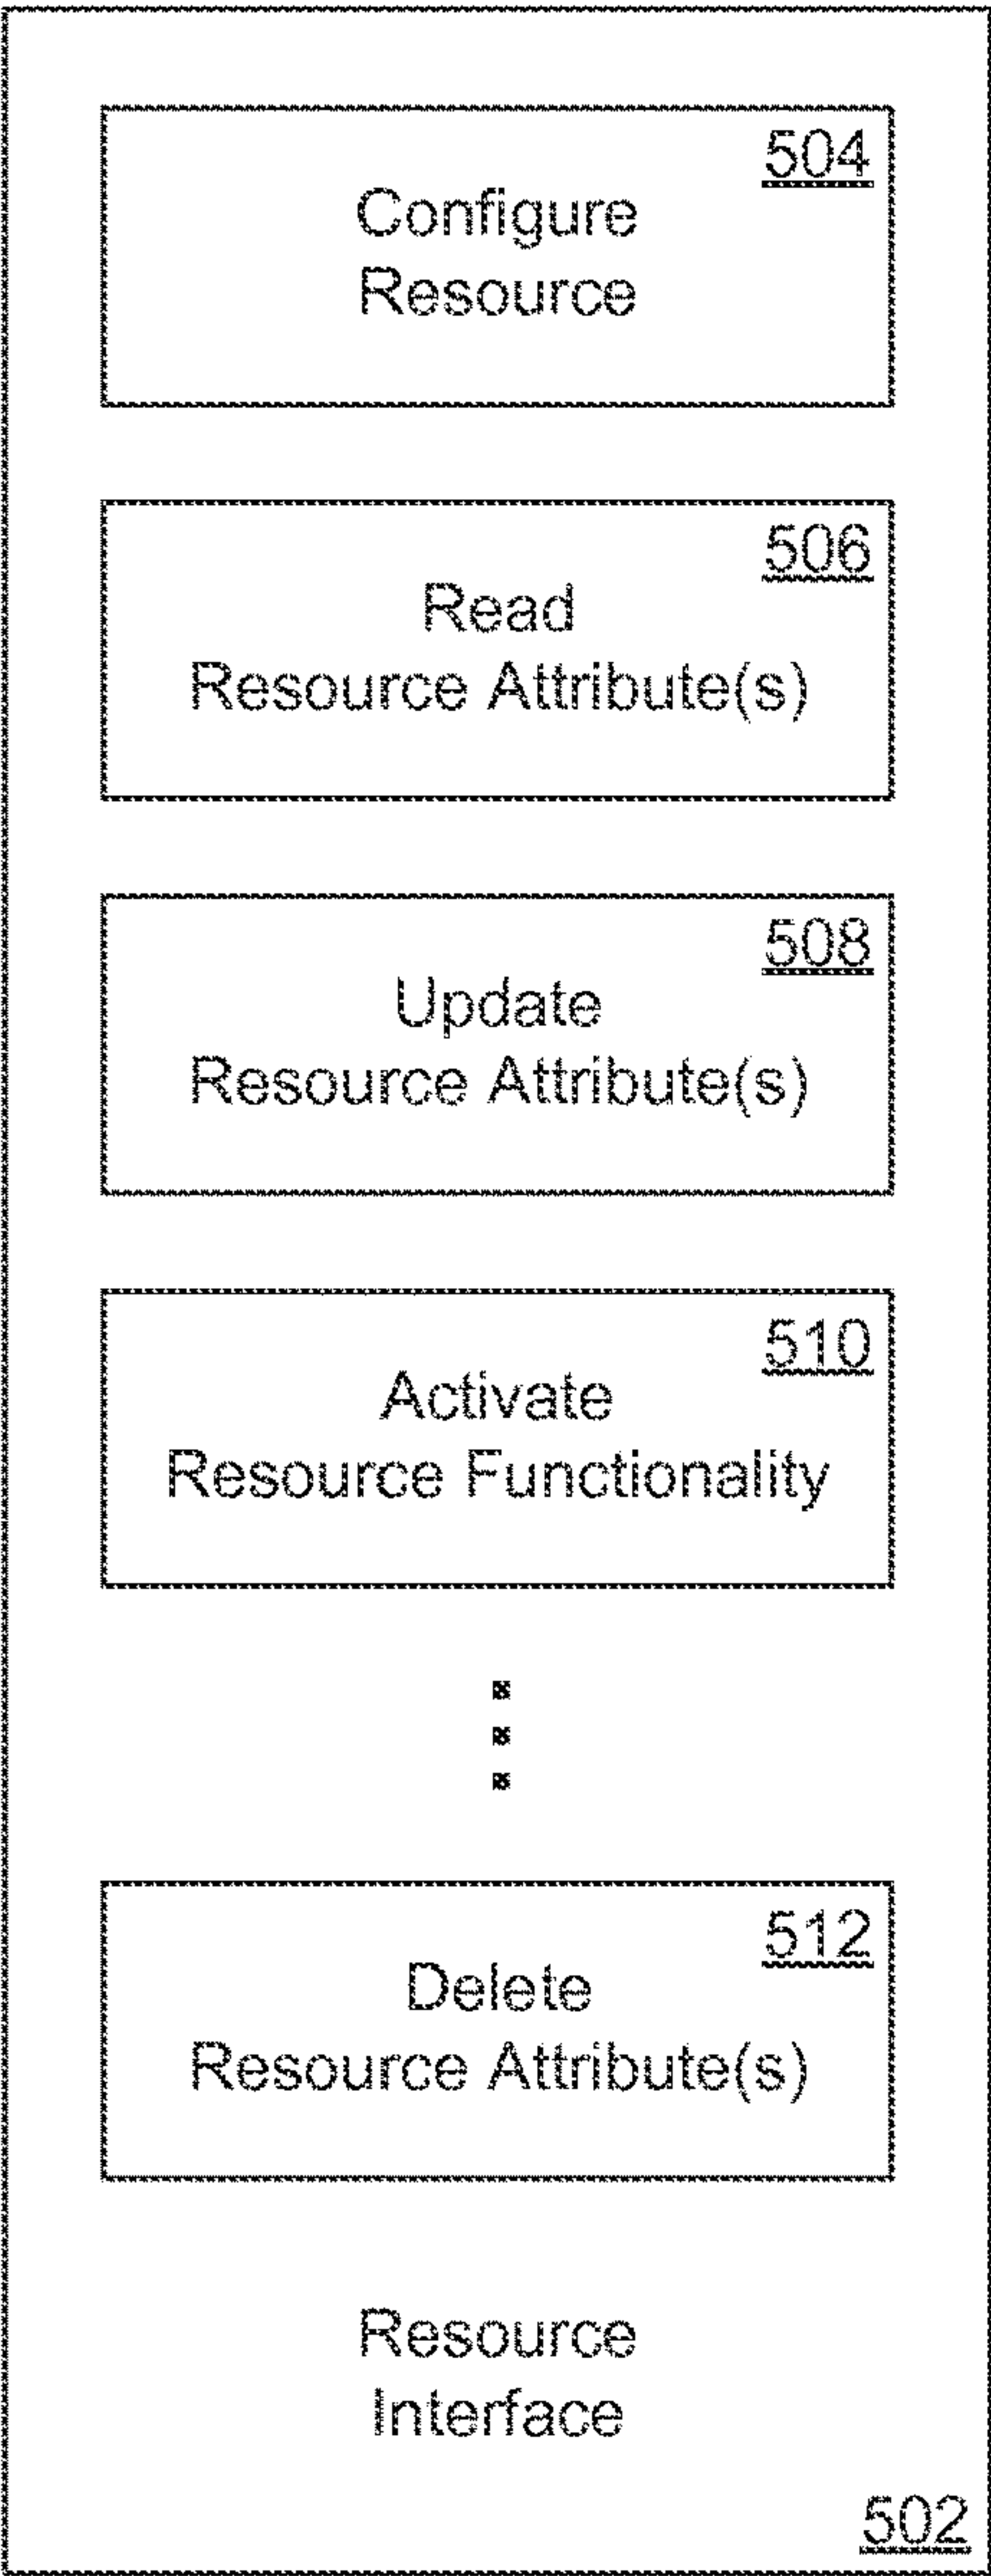 504
Configure
Resource
506
Read
Resource Attribute(s)
508
Update
Resource Attribute(s)
510
Activate
Resource Functionality
512
Delete
Resource Attribute(s)
Resource
Interface
502